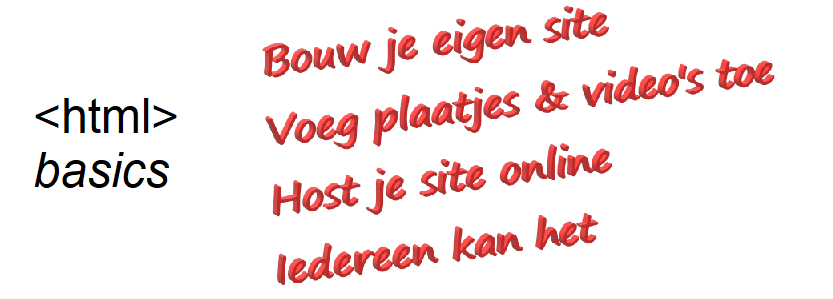 <html>
basics
Bouw je eigen site
Voeg plaatjes & video's toe
Host je site online
Iedereen kan het